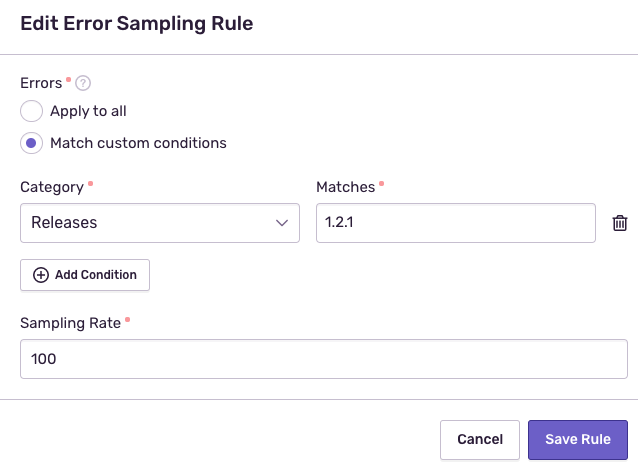 Edit Error Sampling Rule
Errors *
Apply to all
Match custom conditions
Category * Matches *
Releases 1.2.1
Add Condition
Sampling Rate *
100
Cancel Save Rule